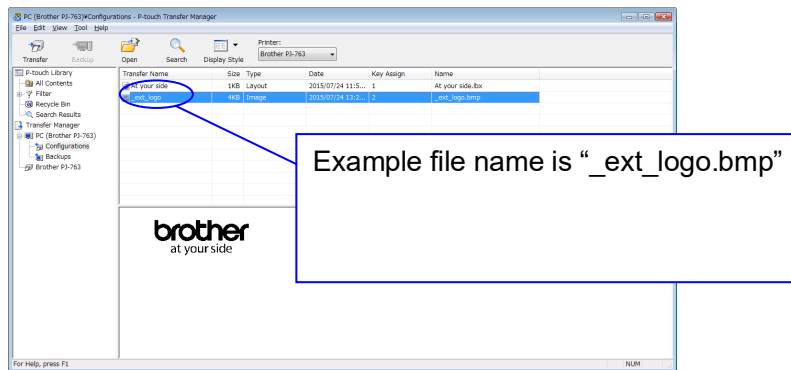 PC (Brother PJ-763)¥Configurations - P-touch Transfer Manager
File Edit View Tool Help
Transfer Backup Open Search Display Style Printer:
Brother PJ-763
P-touch Library
All Contents
Filter
Recycle Bin
Search Results
Transfer Manager
PC (Brother PJ-763)
Configurations
Backups
Brother PJ-763
Transfer Name Size Type Date Key Assign Name
At your side 1KB Layout 2015/07/24 11:5... 1 At your side.lbx
_ext_logo 4KB Image 2015/07/24 13:2... 2 _ext_logo.bmp
Example file name is “_ext_logo.bmp”
brother
at your side
For Help, press F1 NUM